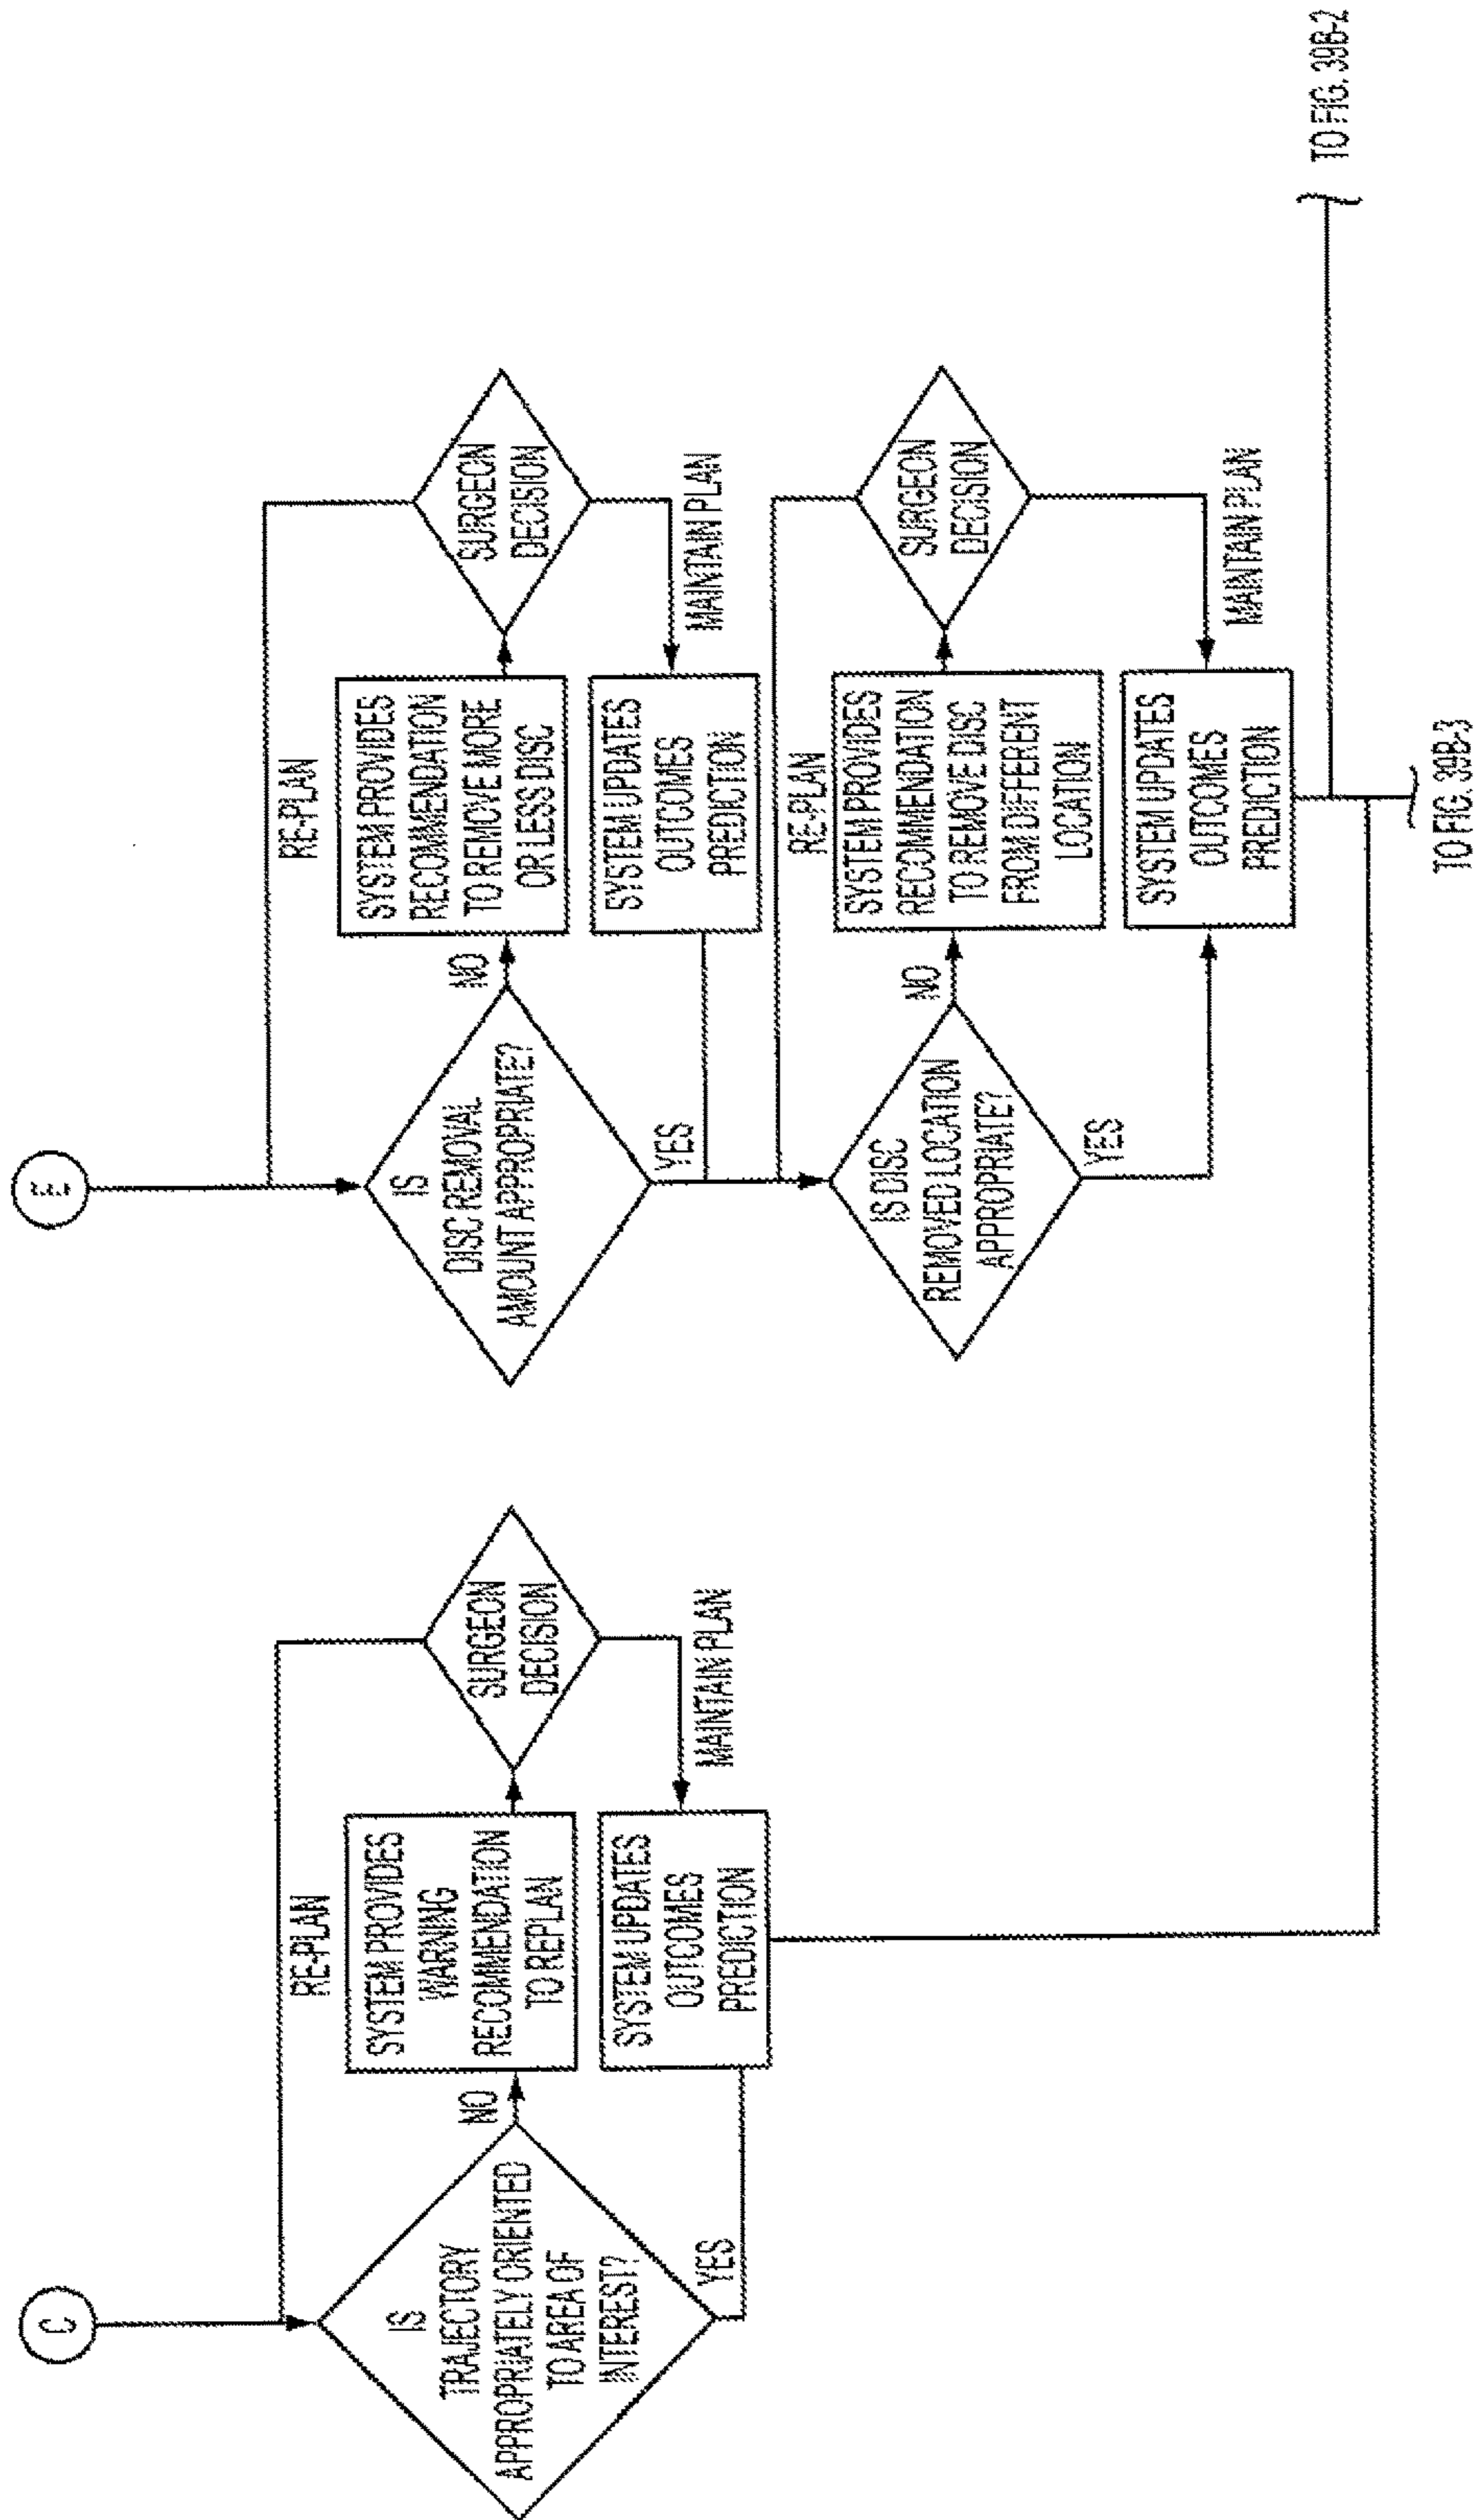 C
IS
TRAJECTORY
APPROPRIATELY ORIENTED
TO AREA OF
INTEREST?
NO
YES
RE-PLAN
SYSTEM PROVIDES
WARNING
RECOMMENDATION
TO REPLAN
SURGEON
DECISION
MAINTAIN PLAN
SYSTEM UPDATES
OUTCOMES
PREDICTION
E
IS
DISC REMOVAL
AMOUNT APPROPRIATE?
NO
YES
RE-PLAN
SYSTEM PROVIDES
RECOMMENDATION
TO REMOVE MORE
OR LESS DISC
SURGEON
DECISION
MAINTAIN PLAN
SYSTEM UPDATES
OUTCOMES
PREDICTION
IS DISC
REMOVED LOCATION
APPROPRIATE?
NO
YES
RE-PLAN
SYSTEM PROVIDES
RECOMMENDATION
TO REMOVE DISC
FROM DIFFERENT
LOCATION
SURGEON
DECISION
MAINTAIN PLAN
SYSTEM UPDATES
OUTCOMES
PREDICTION
TO FIG. 39B-2
TO FIG. 39B-3